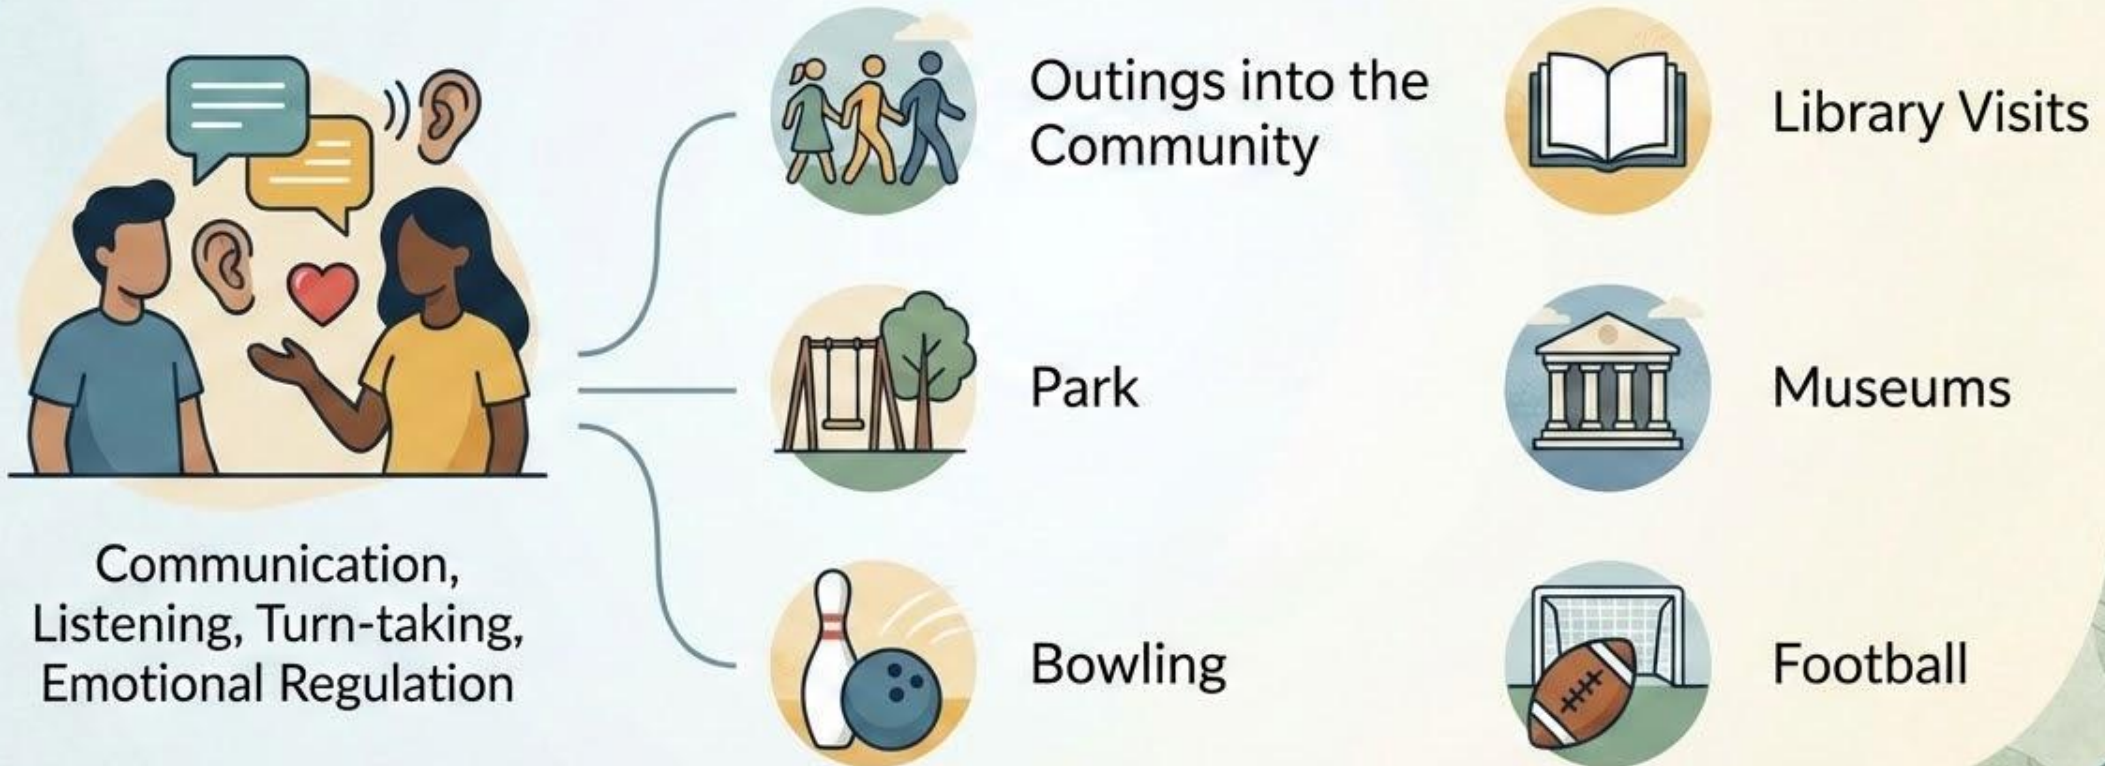 Communication,
Listening, Turn-taking,
Emotional Regulation
Outings into the
Community
Park
Bowling
Library Visits
Museums
Football